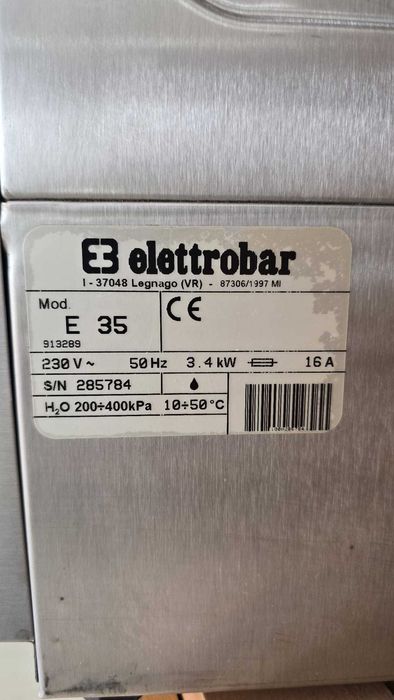 elettrobar
I - 37048 Legnago (VR) - 87306/1997 MI
Mod. CE
E 35
913289
230 V ~ 50 Hz 3.4 kW 16 A
S/N 285784
H₂O 200÷400kPa 10÷50°C